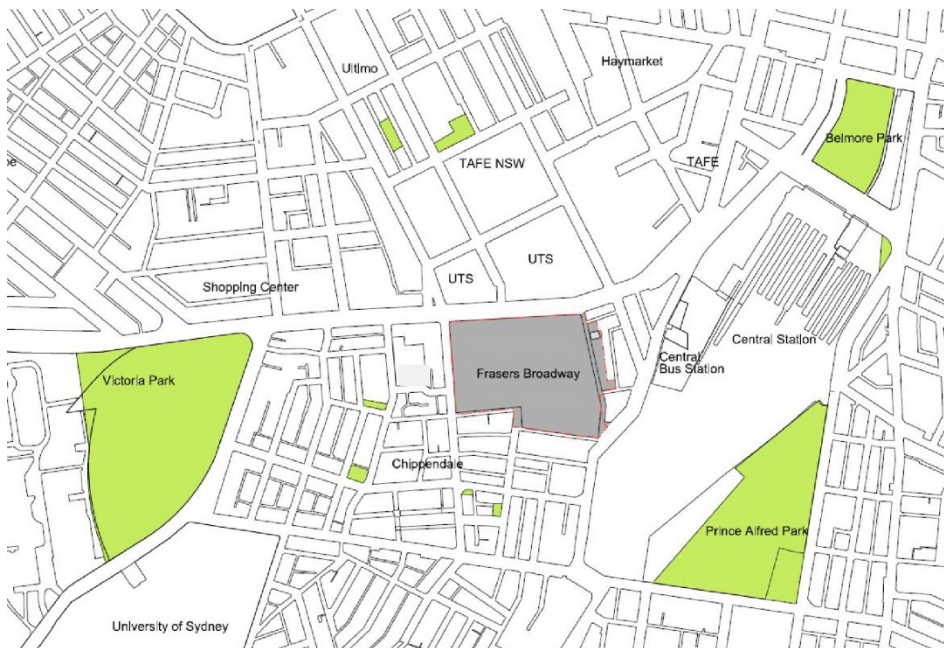 Ultimo
Haymarket
Belmore Park
pe
TAFE NSW
TAFE
UTS
UTS
Shopping Center
Central Station
Central
Bus Station
Frasers Broadway
Victoria Park
Chippendale
Prince Alfred Park
University of Sydney